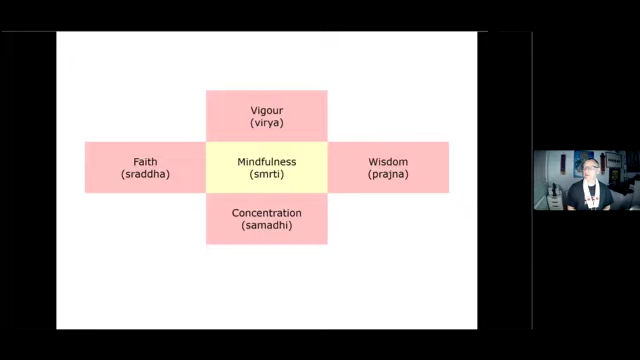 Vigour
(virya)
Faith
(sraddha)
Mindfulness
(smrti)
Wisdom
(prajna)
Concentration
(samadhi)